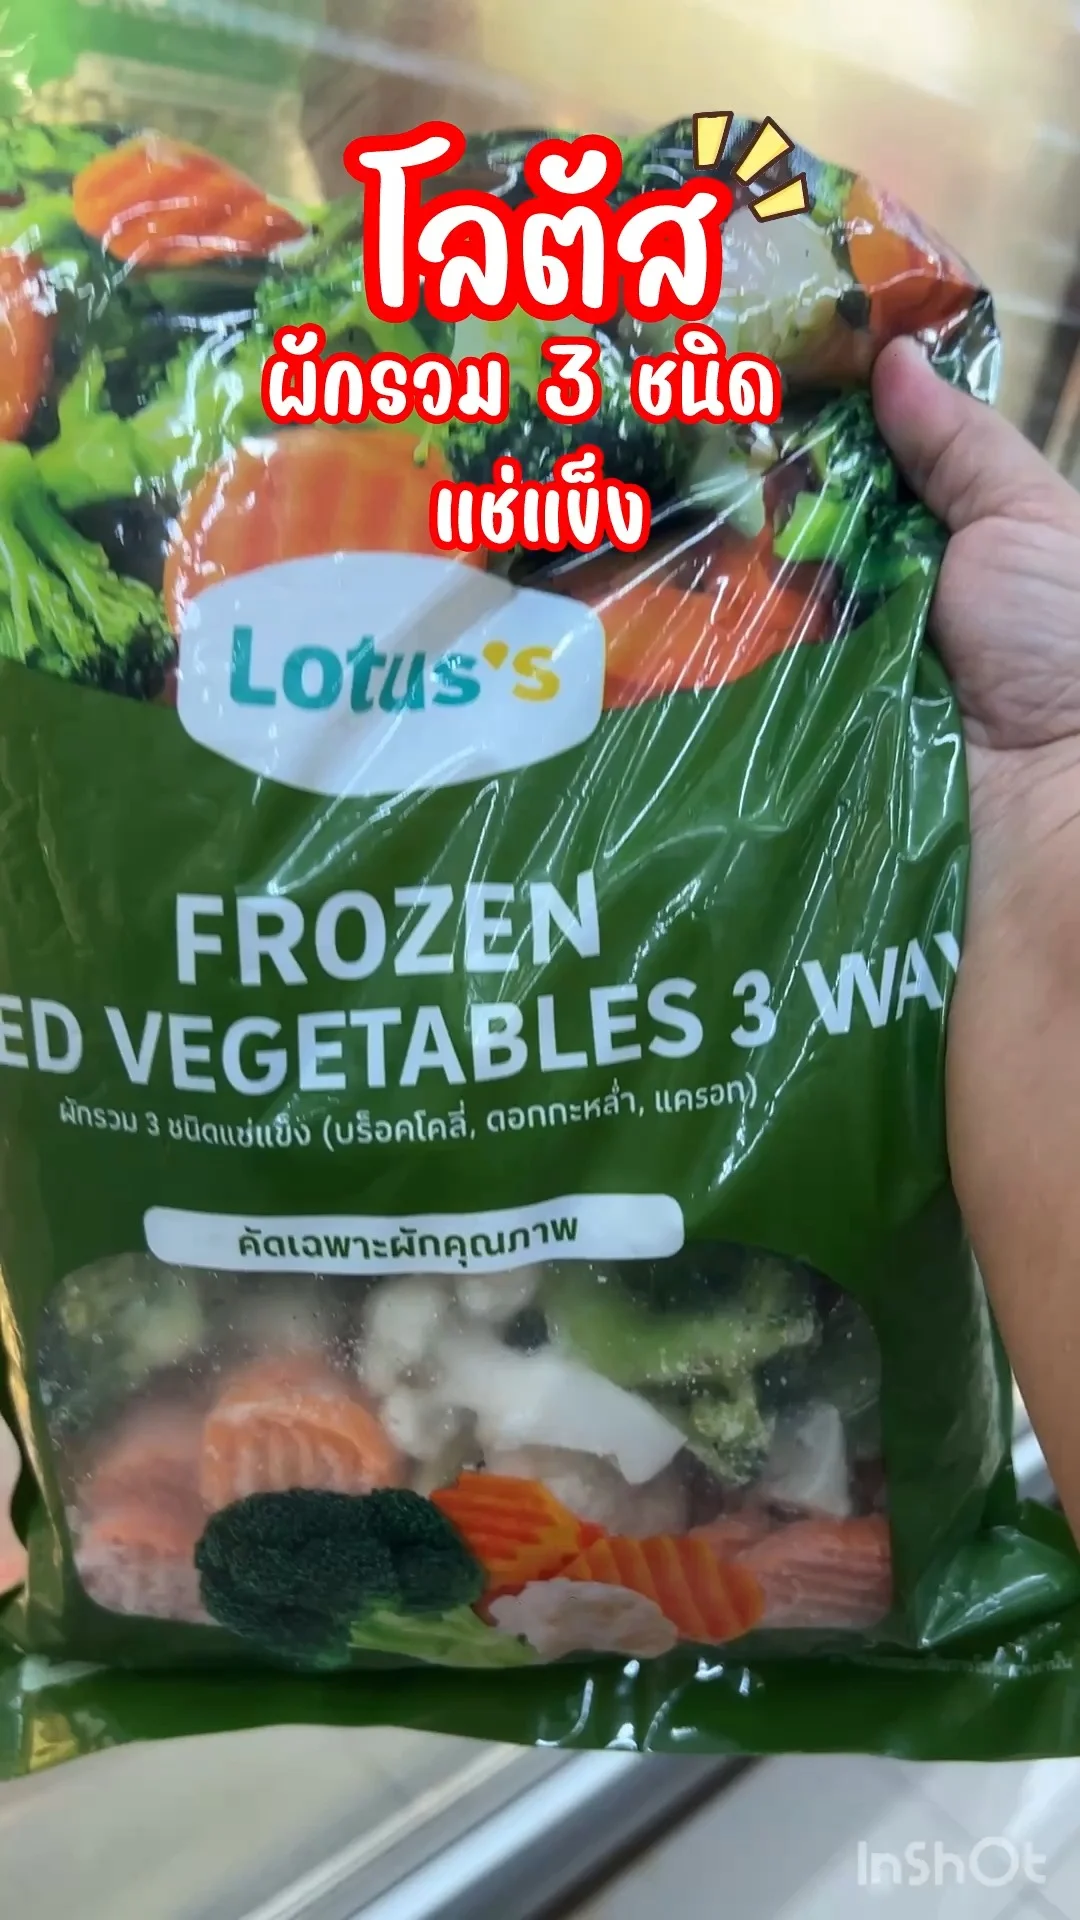 โลตัส
ผักรวม 3 ชนิด
แช่แข็ง
Lotus's
FROZEN
ED VEGETABLES 3 WAY
ผักรวม 3 ชนิดแช่แข็ง (บร็อคโคลี่, ดอกกะหล่ำ, แครอท)
คัดเฉพาะผักคุณภาพ
InShOt